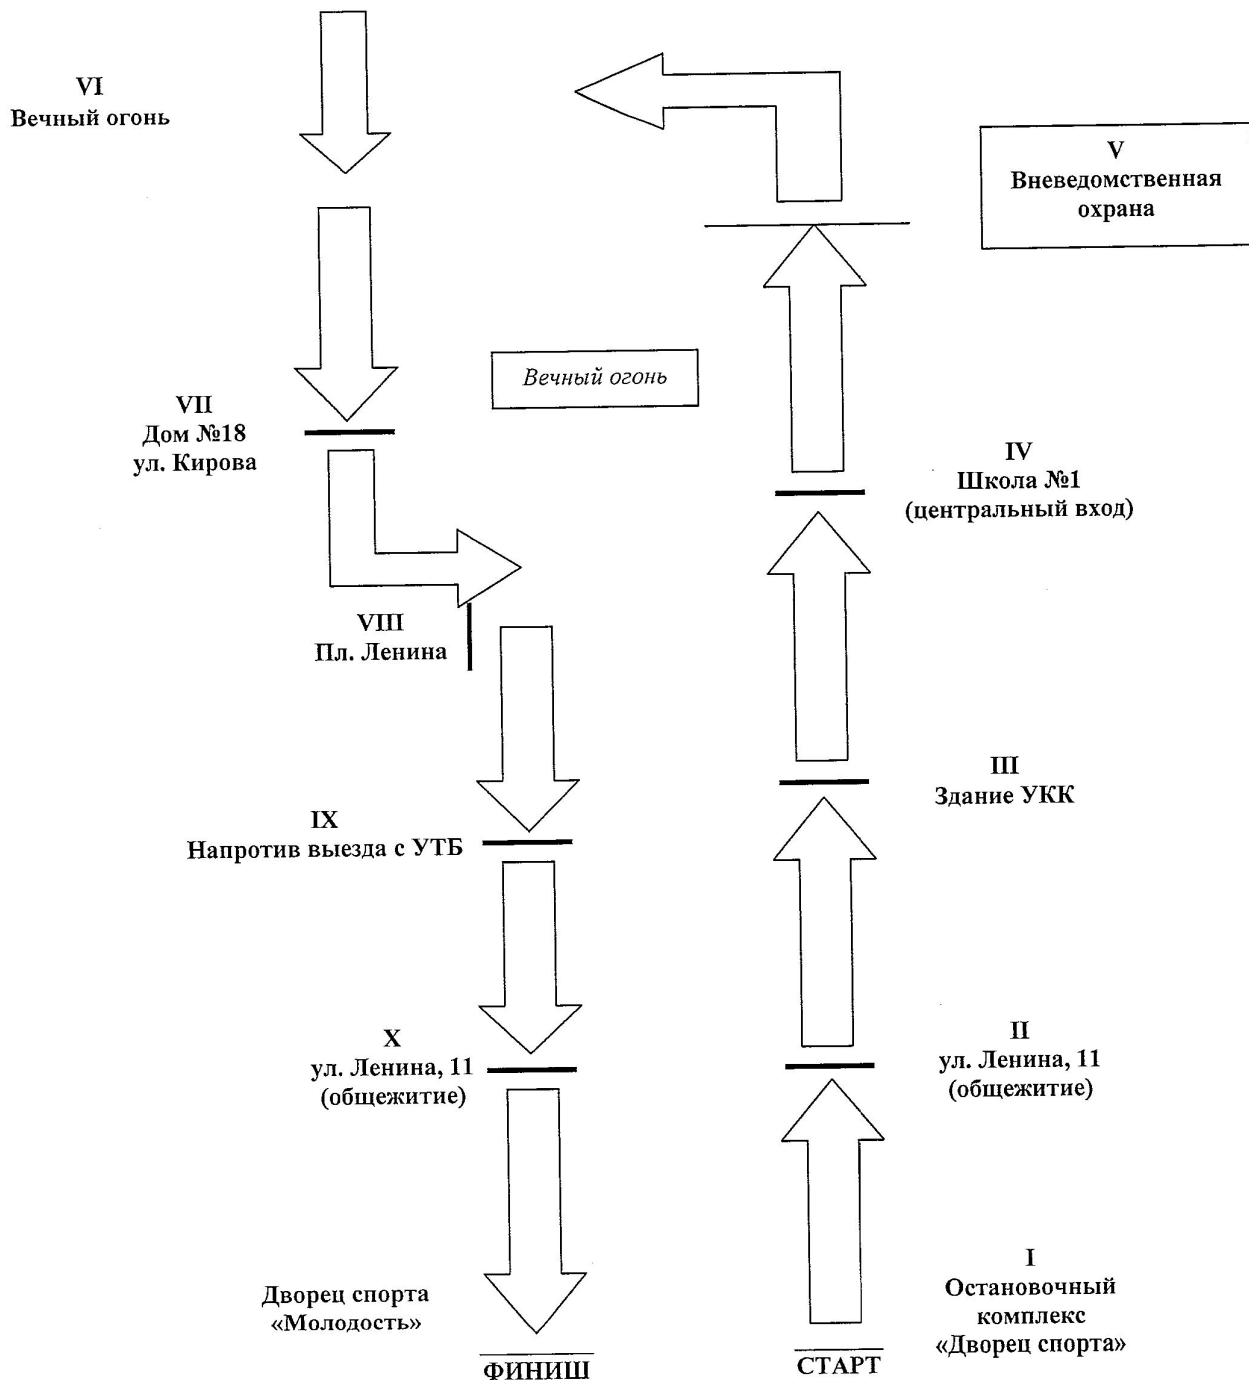 VI
Вечный огонь
V
Вневедомственная
охрана
Вечный огонь
VII
Дом №18
ул. Кирова
IV
Школа №1
(центральный вход)
VIII
Пл. Ленина
III
Здание УКК
IX
Напротив выезда с УТБ
X
ул. Ленина, 11
(общежитие)
II
ул. Ленина, 11
(общежитие)
I
Остановочный
комплекс
«Дворец спорта»
Дворец спорта
«Молодость»
ФИНИШ
СТАРТ